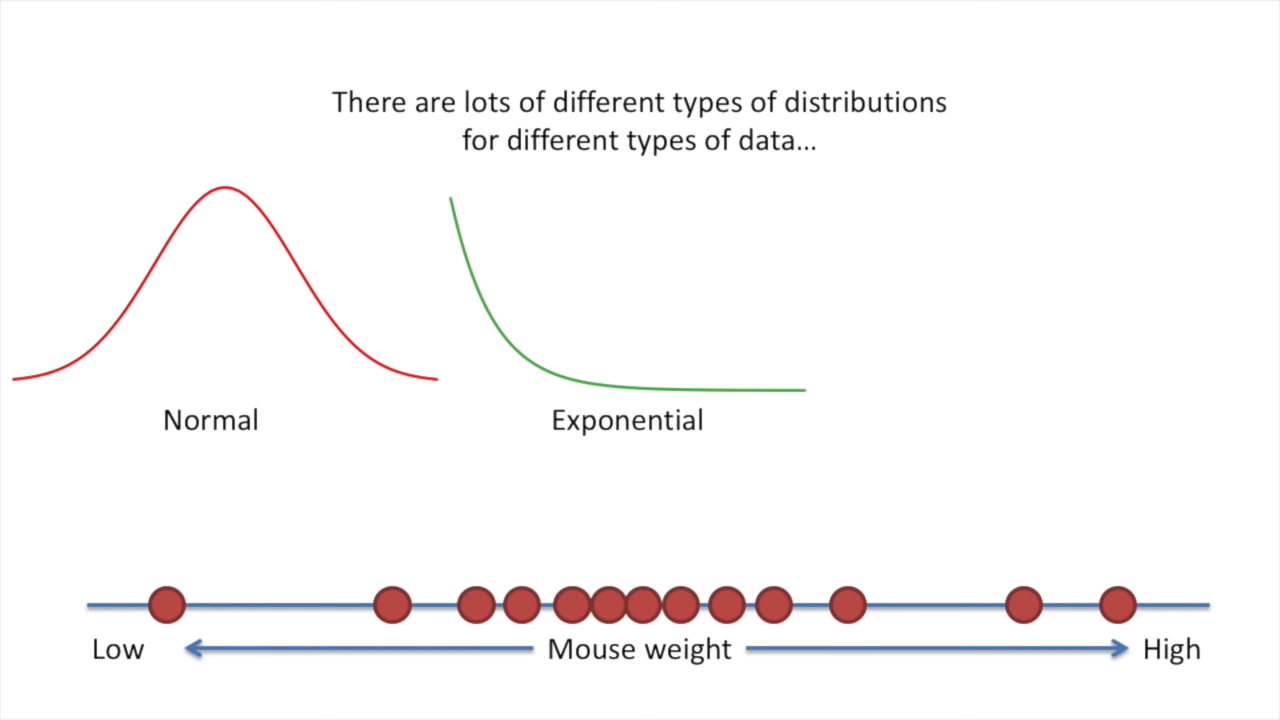 There are lots of different types of distributions
for different types of data...
Normal
Exponential
Low
Mouse weight
High